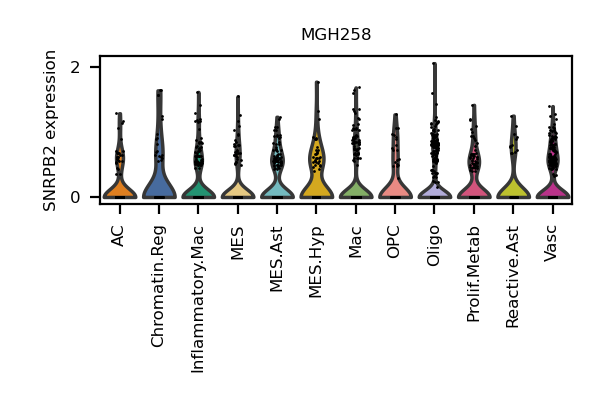 MGH258
SNRPB2 expression
2
0
AC
Chromatin.Reg
Inflammatory.Mac
MES
MES.Ast
MES.Hyp
Mac
OPC
Oligo
Prolif.Metab
Reactive.Ast
Vasc